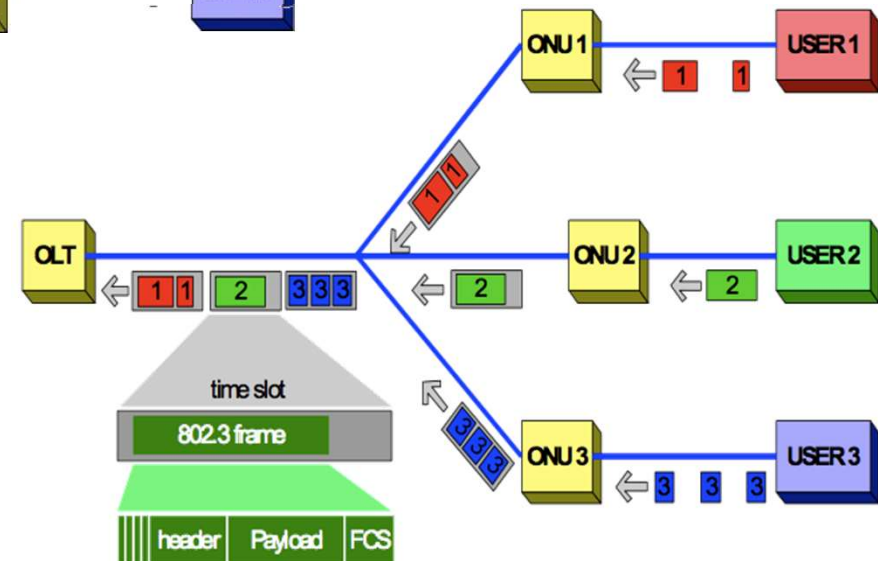 ONU 1
USER 1
1 1
1 1
OLT
ONU 2
USER 2
1 1 2 3 3 3
2
2
time slot
802.3 frame
3 3 3
ONU 3
USER 3
3 3 3
header Payload FCS